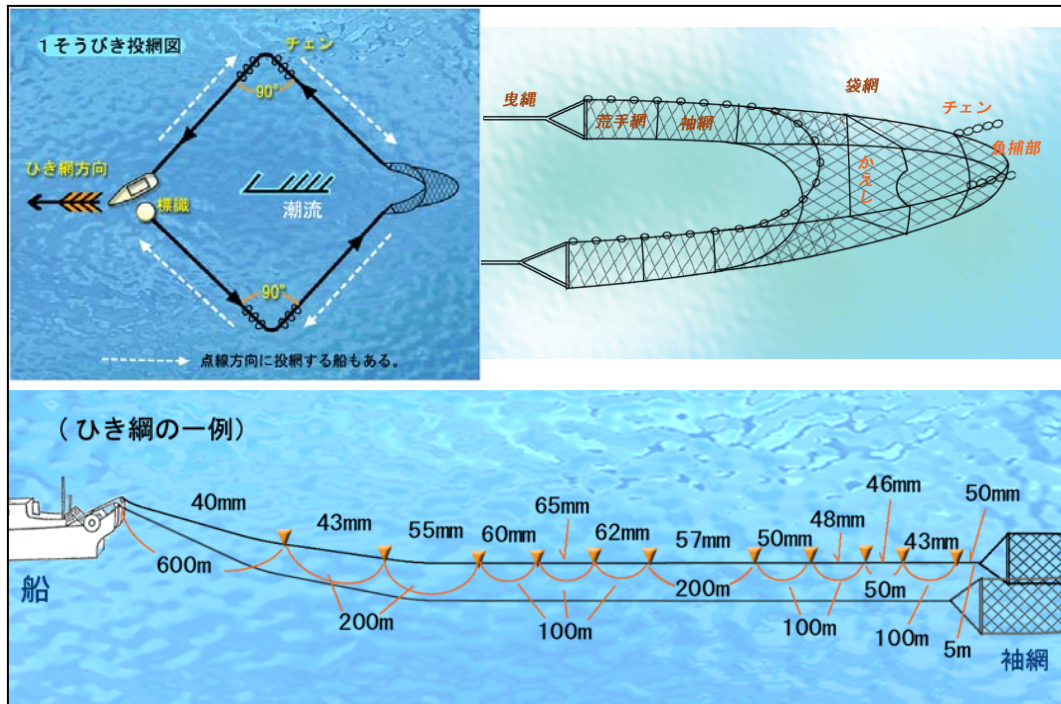 1そうびき投網図
チェン
90°
ひき網方向
標識
潮流
90°
点線方向に投網する船もある。
曳縄
荒手網
袖網
袋網
かえし
チェン
魚捕部
（ひき綱の一例）
船
40mm
43mm
55mm
60mm
65mm
62mm
57mm
50mm
48mm
46mm
43mm
50mm
600m
200m
100m
200m
100m
50m
100m
5m
袖網